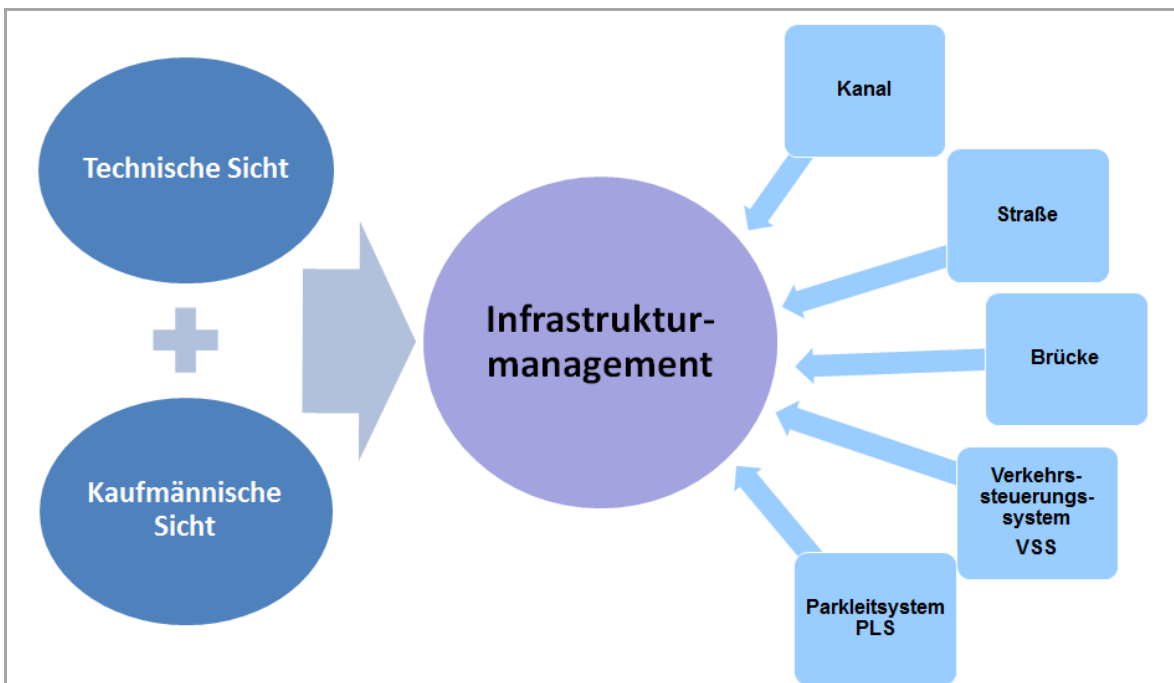 Technische Sicht
Kaufmännische
Sicht
Infrastruktur-
management
Kanal
Straße
Brücke
Verkehrs-
steuerungs-
system
VSS
Parkleitsystem
PLS